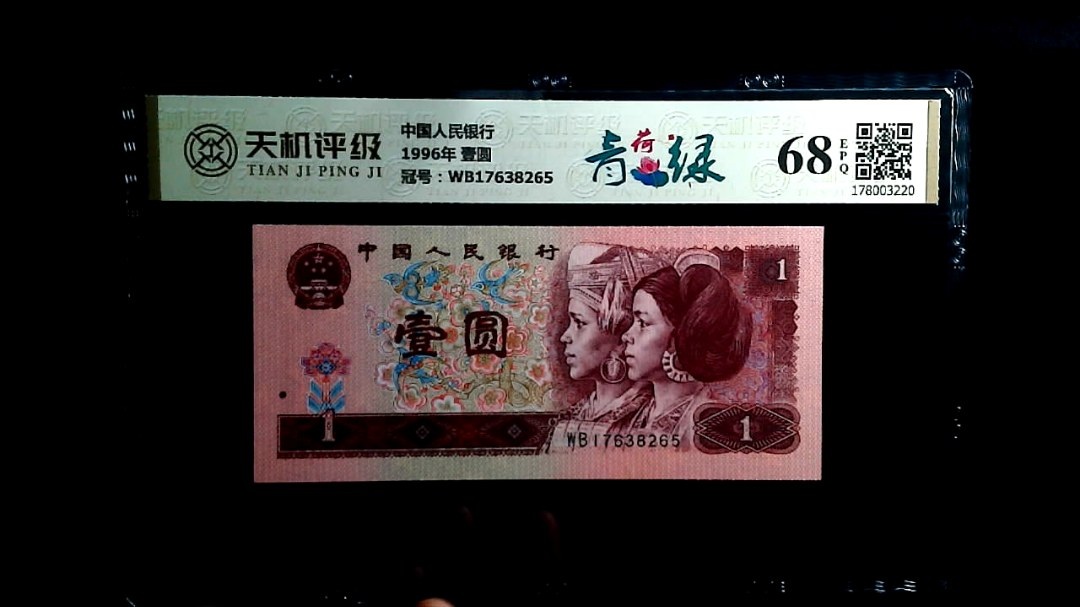 天机评级
TIAN JI PING JI
中国人民银行
1996年 壹圆
冠号：WB17638265
青荷绿
68
EPQ
178003220
中国人民银行
1
壹圆
1
WB17638265
1